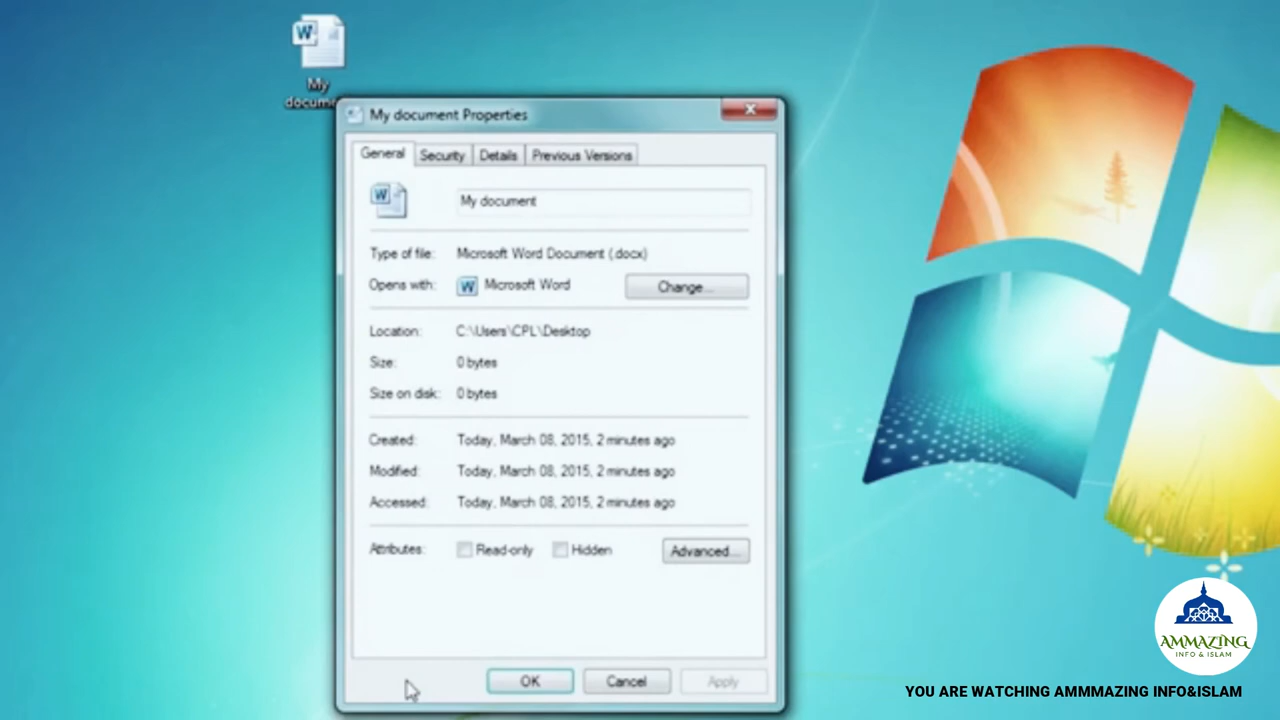 My
docume
My document Properties
General Security Details Previous Versions
My document
Type of file: Microsoft Word Document (.docx)
Opens with: Microsoft Word Change...
Location: C:\Users\CPL\Desktop
Size: 0 bytes
Size on disk: 0 bytes
Created: Today, March 08, 2015, 2 minutes ago
Modified: Today, March 08, 2015, 2 minutes ago
Accessed: Today, March 08, 2015, 2 minutes ago
Attributes: Read-only Hidden Advanced...
OK Cancel Apply
AMMAZING
INFO & ISLAM
YOU ARE WATCHING AMMMAZING INFO&ISLAM